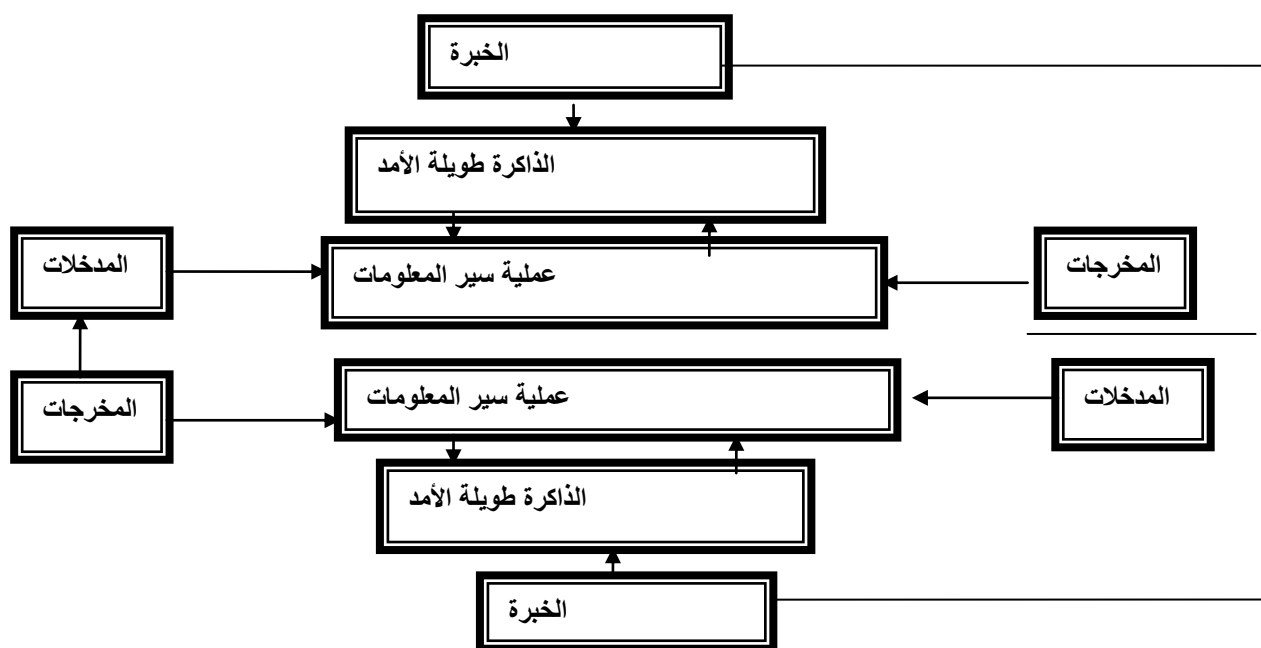 الخبرة
الذاكرة طويلة الأمد
المخرجات
عملية سير المعلومات
المدخلات
المدخلات
عملية سير المعلومات
المخرجات
الذاكرة طويلة الأمد
الخبرة